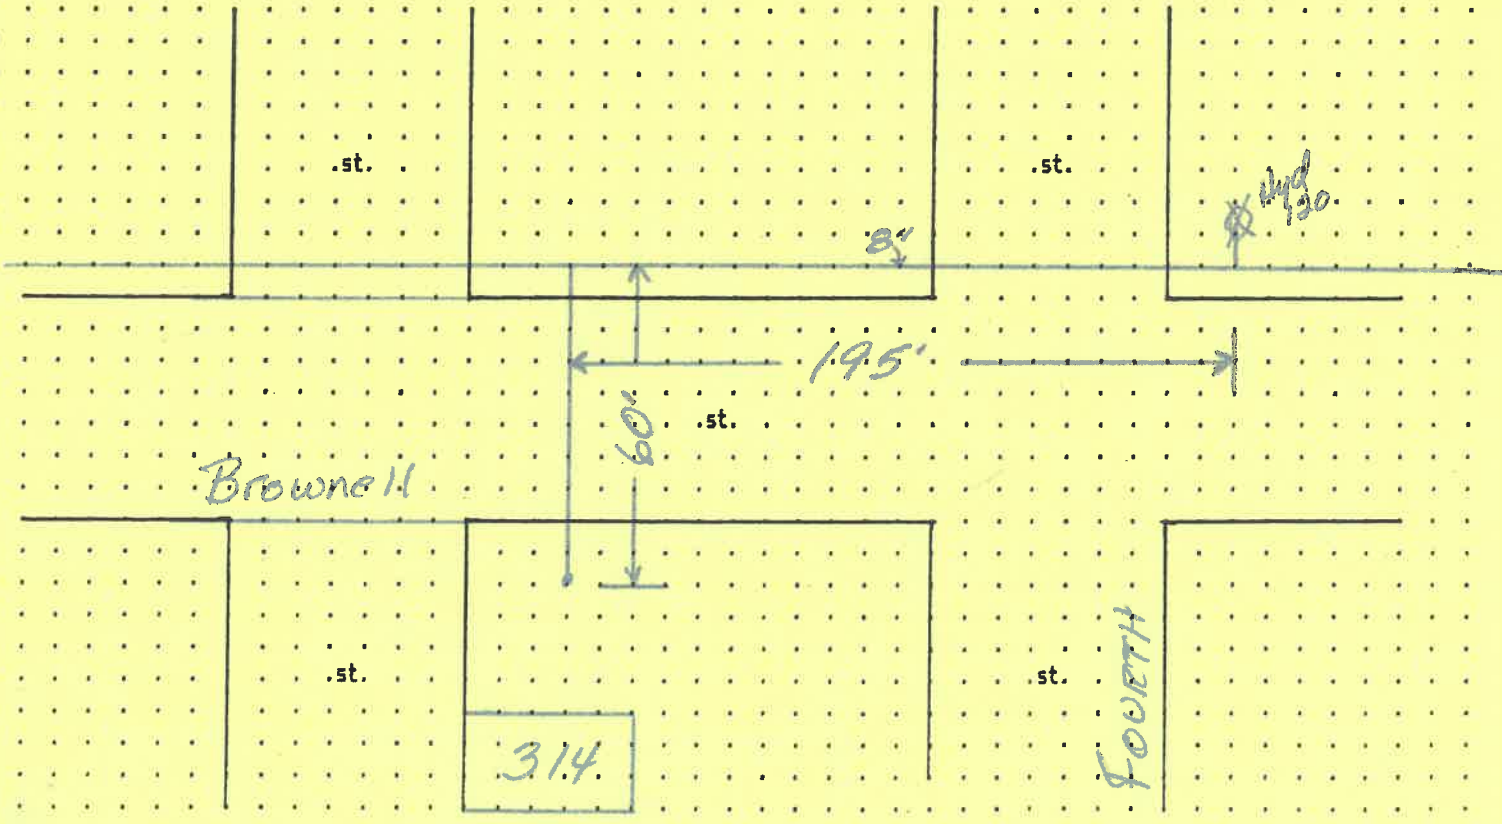 .st.
.st.
Hyd
120
8"
195'
60'
.st.
Brownell
.st.
st.
FOURTH
314